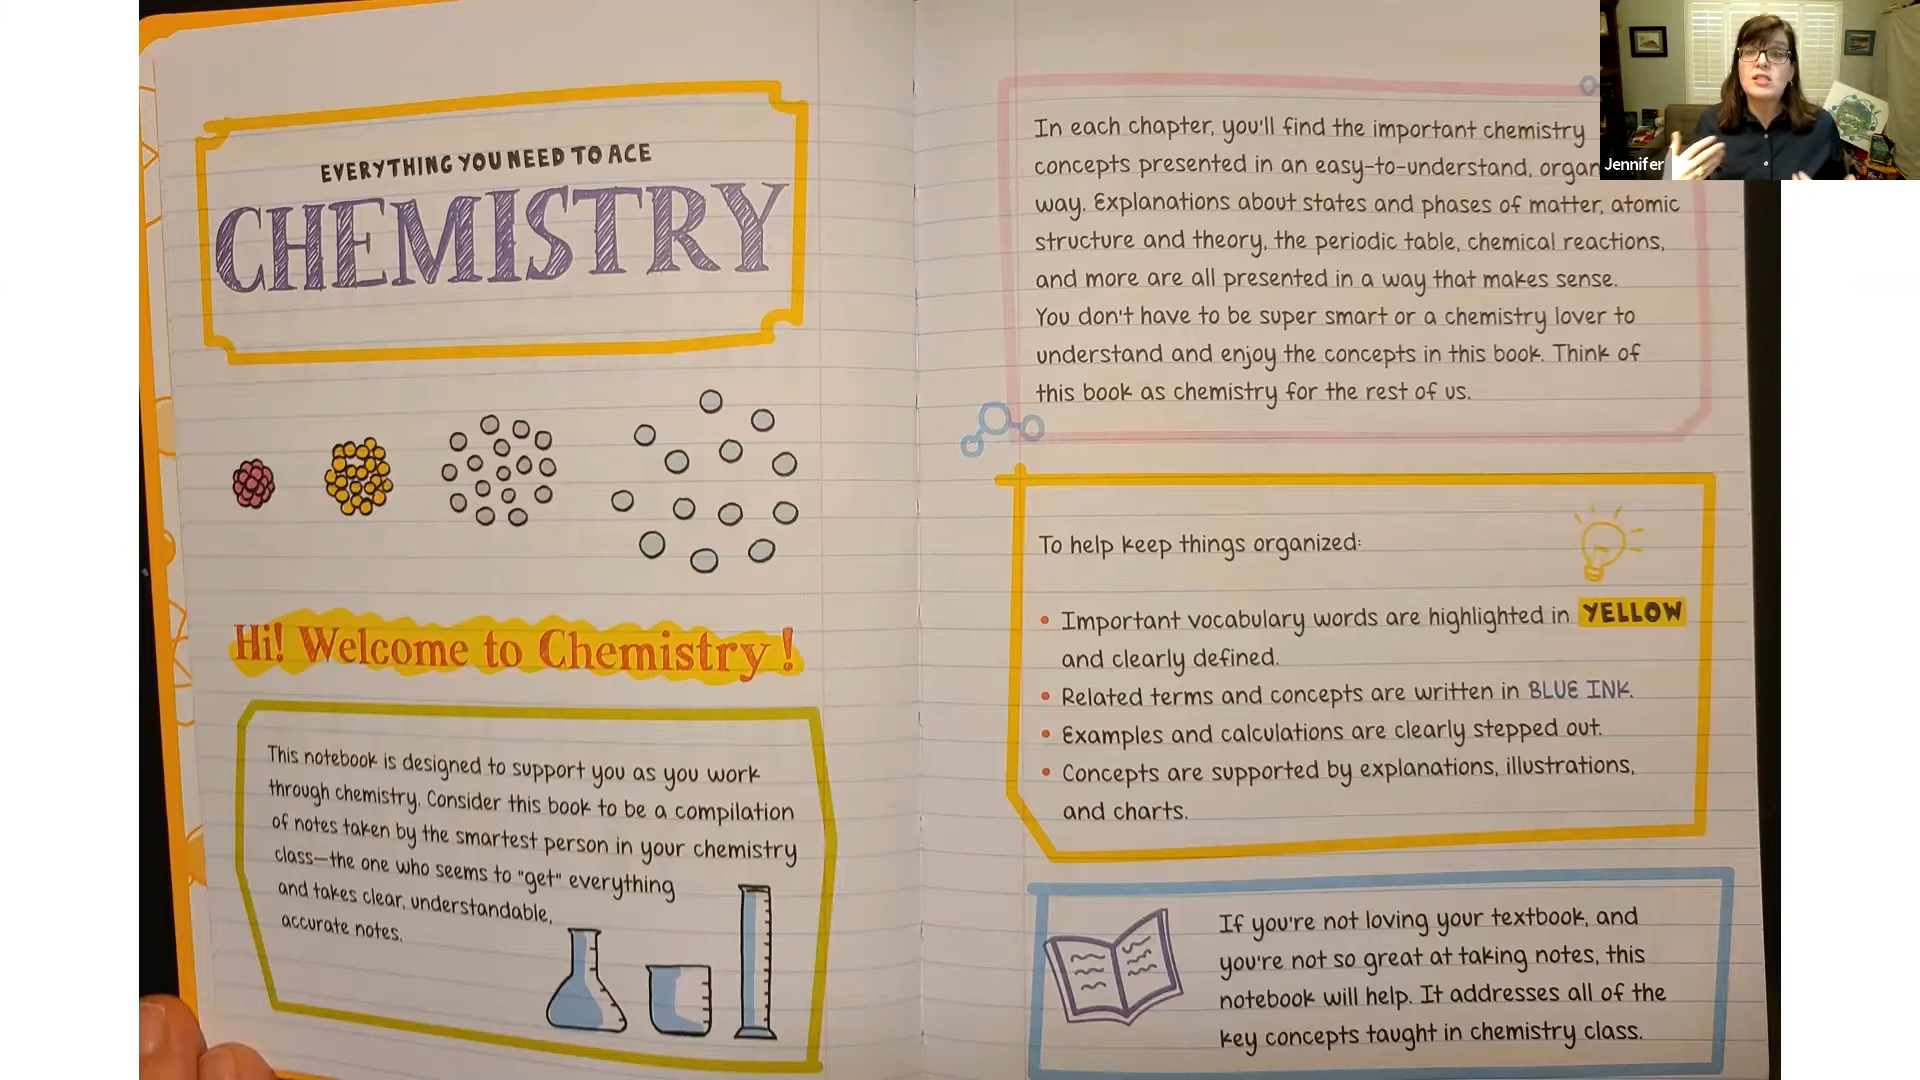 EVERYTHING YOU NEED TO ACE
CHEMISTRY
Hi! Welcome to Chemistry!
This notebook is designed to support you as you work
through chemistry. Consider this book to be a compilation
of notes taken by the smartest person in your chemistry
class—the one who seems to "get" everything
and takes clear, understandable,
accurate notes.
In each chapter, you'll find the important chemistry
concepts presented in an easy-to-understand,
way. Explanations about states and phases of matter, atomic
structure and theory, the periodic table, chemical reactions,
and more are all presented in a way that makes sense.
You don't have to be super smart or a chemistry lover to
understand and enjoy the concepts in this book. Think of
this book as chemistry for the rest of us.
To help keep things organized:
• Important vocabulary words are highlighted in YELLOW
and clearly defined.
• Related terms and concepts are written in BLUE INK.
• Examples and calculations are clearly stepped out.
• Concepts are supported by explanations, illustrations,
and charts.
If you're not loving your textbook, and
you're not so great at taking notes, this
notebook will help. It addresses all of the
key concepts taught in chemistry class.
Jennifer